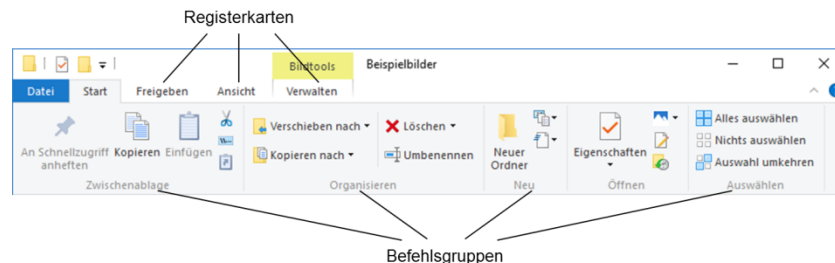 Registerkarten
Bildtools Beispielbilder
Datei Start Freigeben Ansicht Verwalten
An Schnellzugriff anheften
Kopieren
Einfügen
Zwischenablage
Verschieben nach
Kopieren nach
Löschen
Umbenennen
Organisieren
Neuer
Ordner
Neu
Eigenschaften
Öffnen
Alles auswählen
Nichts auswählen
Auswahl umkehren
Auswählen
Befehlsgruppen